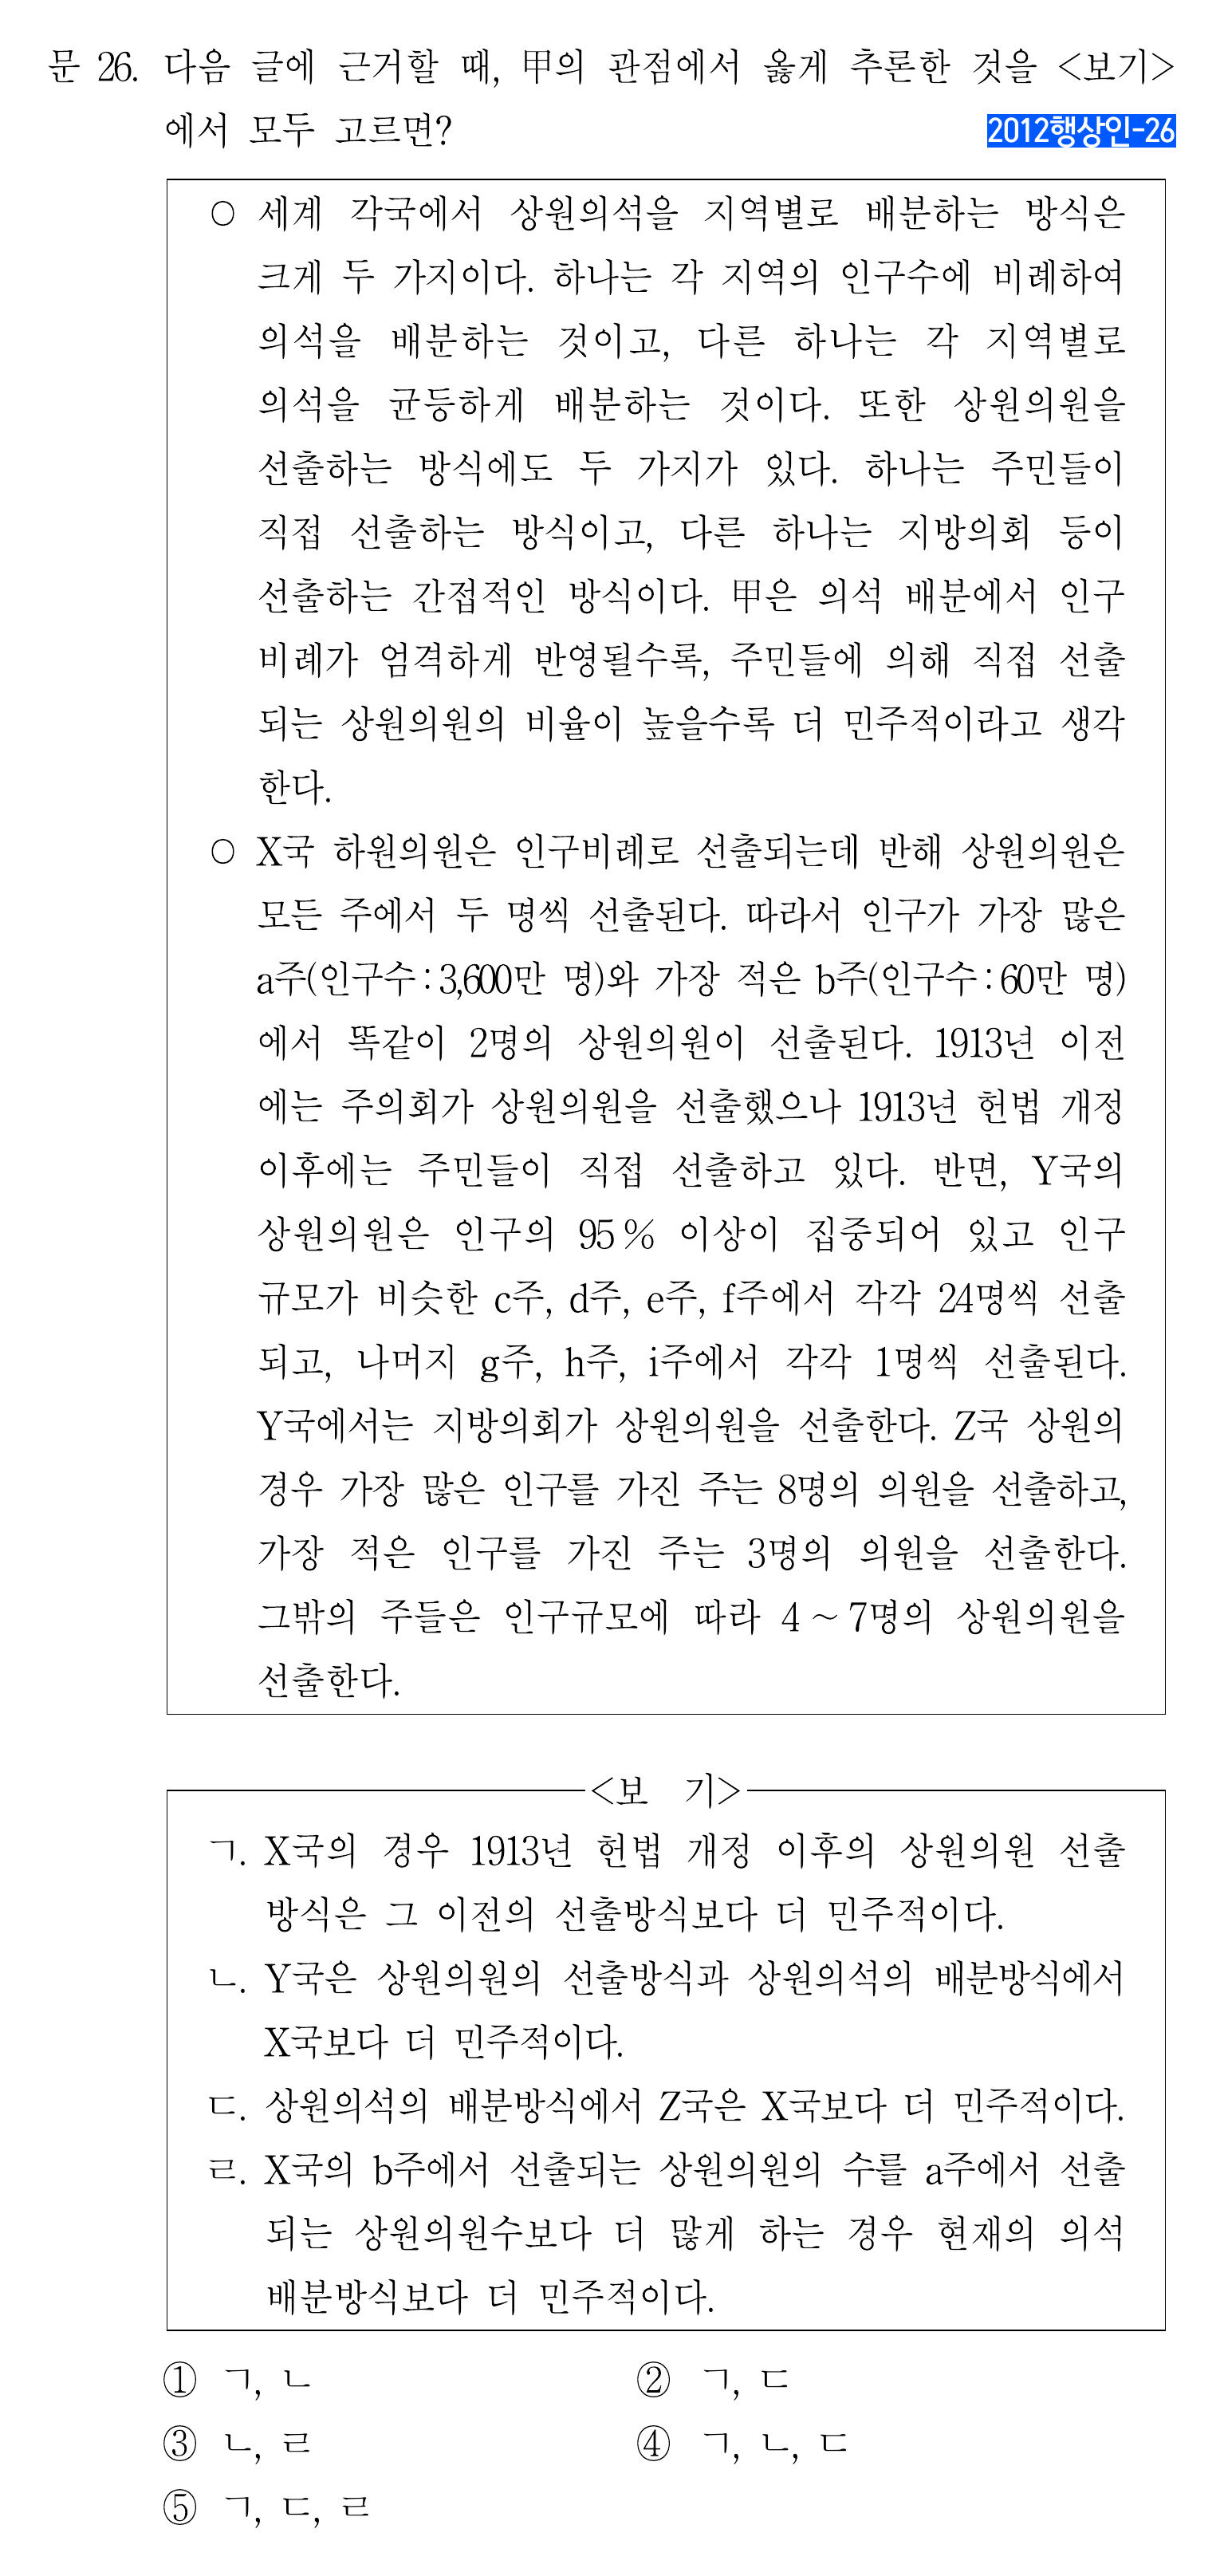 문 26. 다음 글에 근거할 때, 甲의 관점에서 옳게 추론한 것을 <보기>
에서 모두 고르면?
2012행상인-26
○ 세계 각국에서 상원의석을 지역별로 배분하는 방식은
크게 두 가지이다. 하나는 각 지역의 인구수에 비례하여
의석을 배분하는 것이고, 다른 하나는 각 지역별로
의석을 균등하게 배분하는 것이다. 또한 상원의원을
선출하는 방식에도 두 가지가 있다. 하나는 주민들이
직접 선출하는 방식이고, 다른 하나는 지방의회 등이
선출하는 간접적인 방식이다. 甲은 의석 배분에서 인구
비례가 엄격하게 반영될수록, 주민들에 의해 직접 선출
되는 상원의원의 비율이 높을수록 더 민주적이라고 생각
한다.
○ X국 하원의원은 인구비례로 선출되는데 반해 상원의원은
모든 주에서 두 명씩 선출된다. 따라서 인구가 가장 많은
a주(인구수 : 3,600만 명)와 가장 적은 b주(인구수 : 60만 명)
에서 똑같이 2명의 상원의원이 선출된다. 1913년 이전
에는 주의회가 상원의원을 선출했으나 1913년 헌법 개정
이후에는 주민들이 직접 선출하고 있다. 반면, Y국의
상원의원은 인구의 95 % 이상이 집중되어 있고 인구
규모가 비슷한 c주, d주, e주, f주에서 각각 24명씩 선출
되고, 나머지 g주, h주, i주에서 각각 1명씩 선출된다.
Y국에서는 지방의회가 상원의원을 선출한다. Z국 상원의
경우 가장 많은 인구를 가진 주는 8명의 의원을 선출하고,
가장 적은 인구를 가진 주는 3명의 의원을 선출한다.
그밖의 주들은 인구규모에 따라 4 ~ 7명의 상원의원을
선출한다.
<보 기>
ㄱ. X국의 경우 1913년 헌법 개정 이후의 상원의원 선출
방식은 그 이전의 선출방식보다 더 민주적이다.
ㄴ. Y국은 상원의원의 선출방식과 상원의석의 배분방식에서
X국보다 더 민주적이다.
ㄷ. 상원의석의 배분방식에서 Z국은 X국보다 더 민주적이다.
ㄹ. X국의 b주에서 선출되는 상원의원의 수를 a주에서 선출
되는 상원의원수보다 더 많게 하는 경우 현재의 의석
배분방식보다 더 민주적이다.
① ㄱ, ㄴ ② ㄱ, ㄷ
③ ㄴ, ㄹ ④ ㄱ, ㄴ, ㄷ
⑤ ㄱ, ㄷ, ㄹ